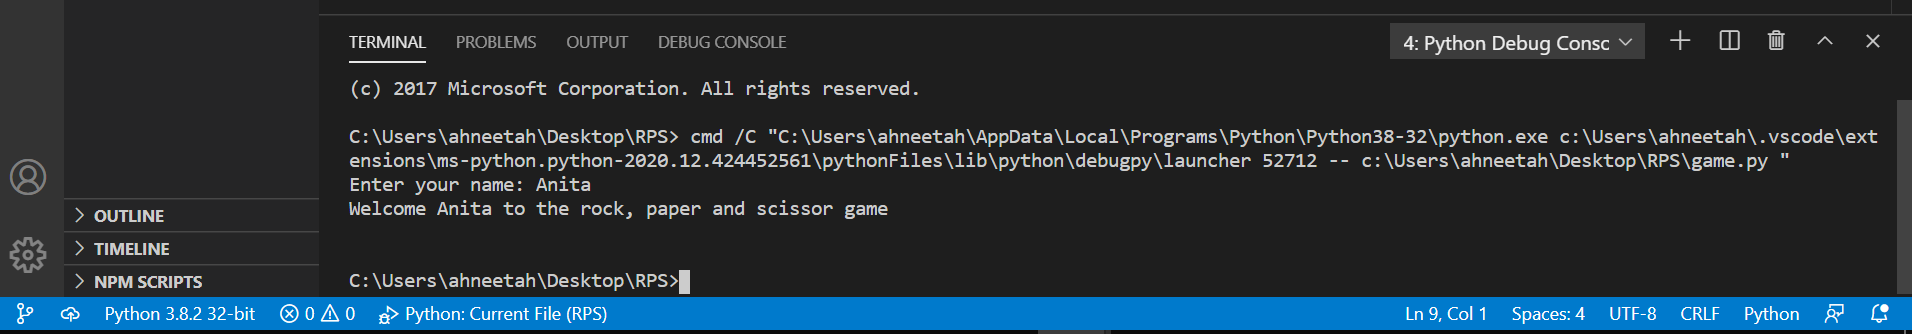 TERMINAL PROBLEMS OUTPUT DEBUG CONSOLE 4: Python Debug Consc
(c) 2017 Microsoft Corporation. All rights reserved.
C:\Users\ahneetah\Desktop\RPS> cmd /C "C:\Users\ahneetah\AppData\Local\Programs\Python\Python38-32\python.exe c:\Users\ahneetah\.vscode\ext
ensions\ms-python.python-2020.12.424452561\pythonFiles\lib\python\debugpy\launcher 52712 -- c:\Users\ahneetah\Desktop\RPS\game.py "
Enter your name: Anita
Welcome Anita to the rock, paper and scissor game
C:\Users\ahneetah\Desktop\RPS>
OUTLINE
TIMELINE
NPM SCRIPTS
Python 3.8.2 32-bit 0 0 Python: Current File (RPS) Ln 9, Col 1 Spaces: 4 UTF-8 CRLF Python